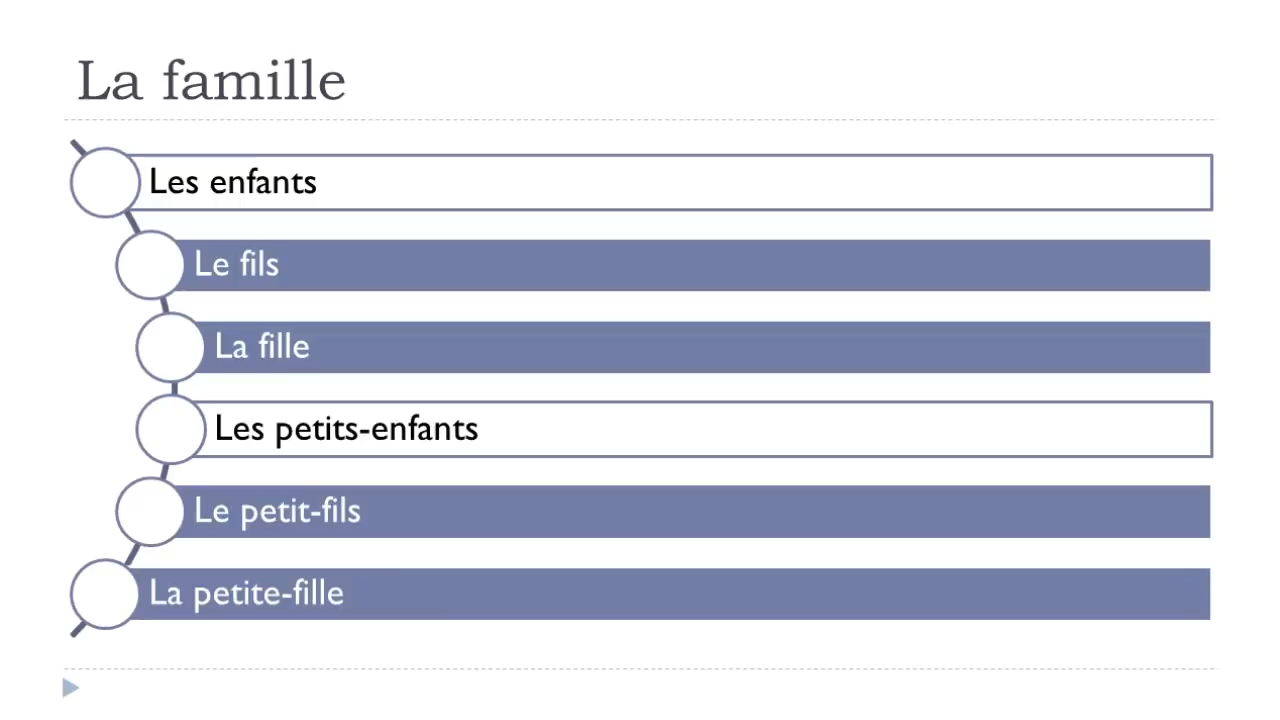 La famille
Les enfants
Le fils
La fille
Les petits-enfants
Le petit-fils
La petite-fille